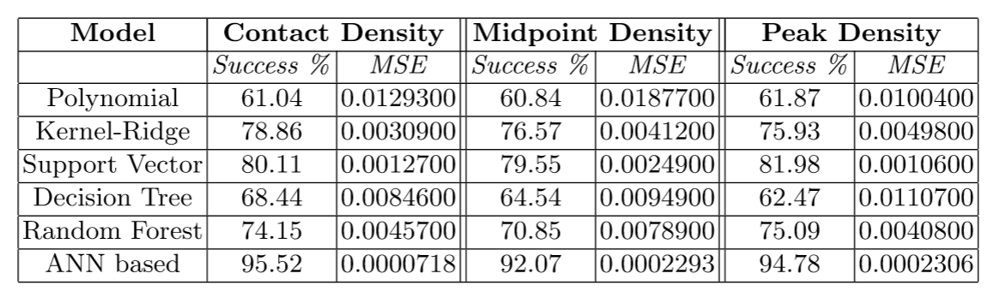 Model Contact Density Midpoint Density Peak Density
Success % MSE Success % MSE Success % MSE
Polynomial 61.04 0.0129300 60.84 0.0187700 61.87 0.0100400
Kernel-Ridge 78.86 0.0030900 76.57 0.0041200 75.93 0.0049800
Support Vector 80.11 0.0012700 79.55 0.0024900 81.98 0.0010600
Decision Tree 68.44 0.0084600 64.54 0.0094900 62.47 0.0110700
Random Forest 74.15 0.0045700 70.85 0.0078900 75.09 0.0040800
ANN based 95.52 0.0000718 92.07 0.0002293 94.78 0.0002306